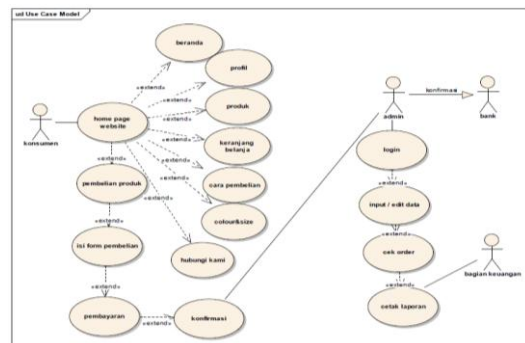 ud Use Case Model
beranda
«extend»
profil
«extend»
produk
«extend»
home page
website
konsumen
«extend»
keranjang
belanja
«extend»
cara pembelian
«extend»
colour&size
«extend»
hubungi kami
«extend»
pembelian produk
«extend»
isi form pembelian
«extend»
pembayaran
«extend»
konfirmasi
admin
konfirmasi
bank
login
«extend»
input / edit data
«extend»
cek order
«extend»
cetak laporan
bagian keuangan